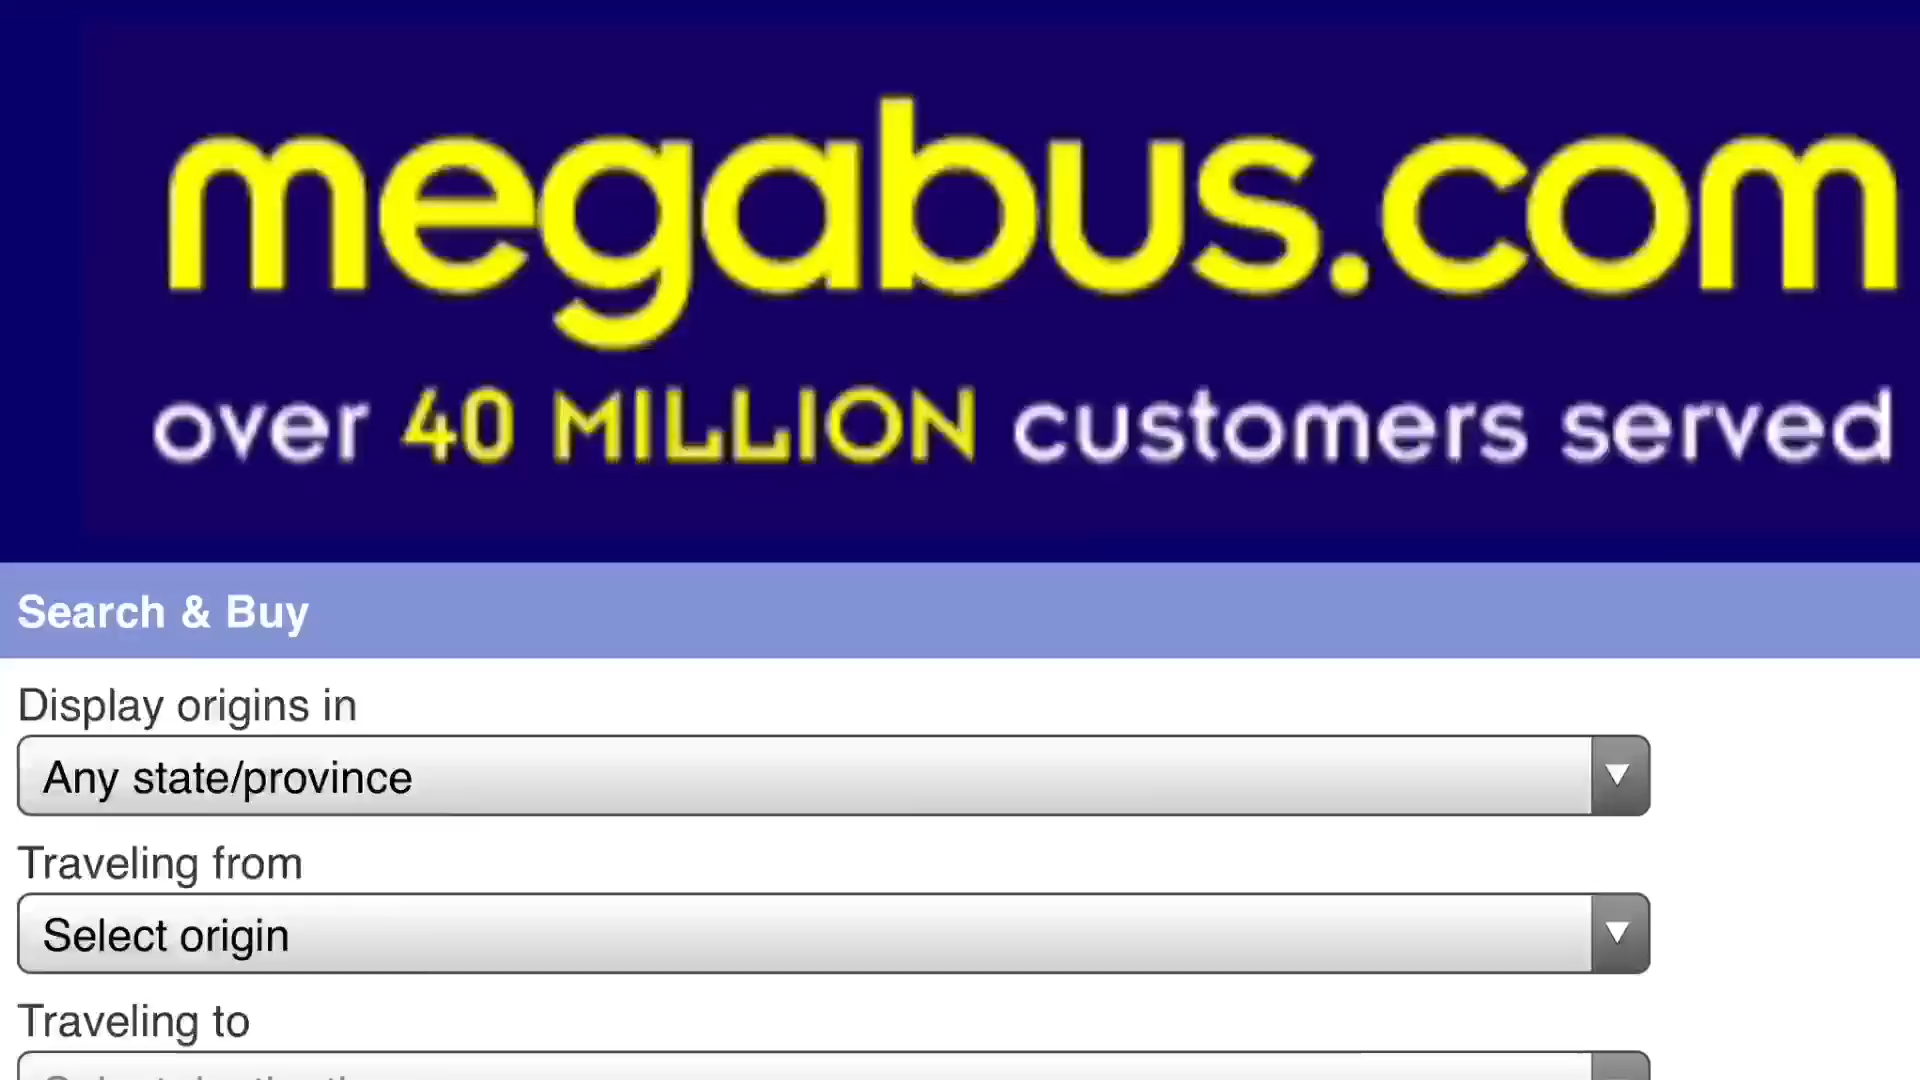 megabus.com
over 40 MILLION customers served
Search & Buy
Display origins in
Any state/province
Traveling from
Select origin
Traveling to